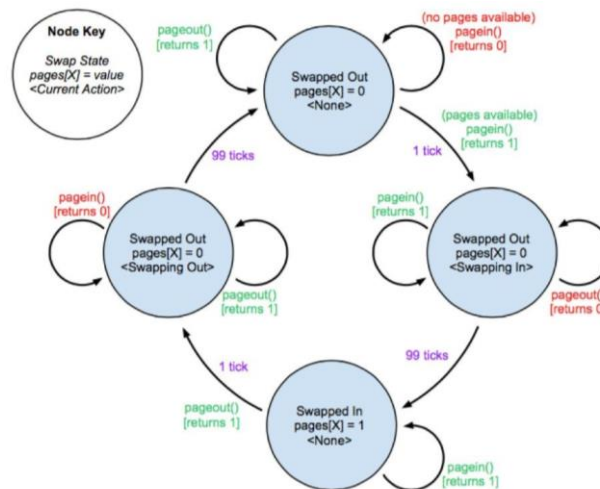 Node Key
Swap State
pages[X] = value
<Current Action>
pageout()
[returns 1]
(no pages available)
pagein()
[returns 0]
Swapped Out
pages[X] = 0
<None>
(pages available)
pagein()
[returns 1]
99 ticks
1 tick
pagein()
[returns 0]
Swapped Out
pages[X] = 0
<Swapping Out>
pageout()
[returns 1]
pagein()
[returns 1]
Swapped Out
pages[X] = 0
<Swapping In>
pageout()
[returns 0
1 tick
99 ticks
pageout()
[returns 1]
Swapped In
pages[X] = 1
<None>
pagein()
[returns 1]